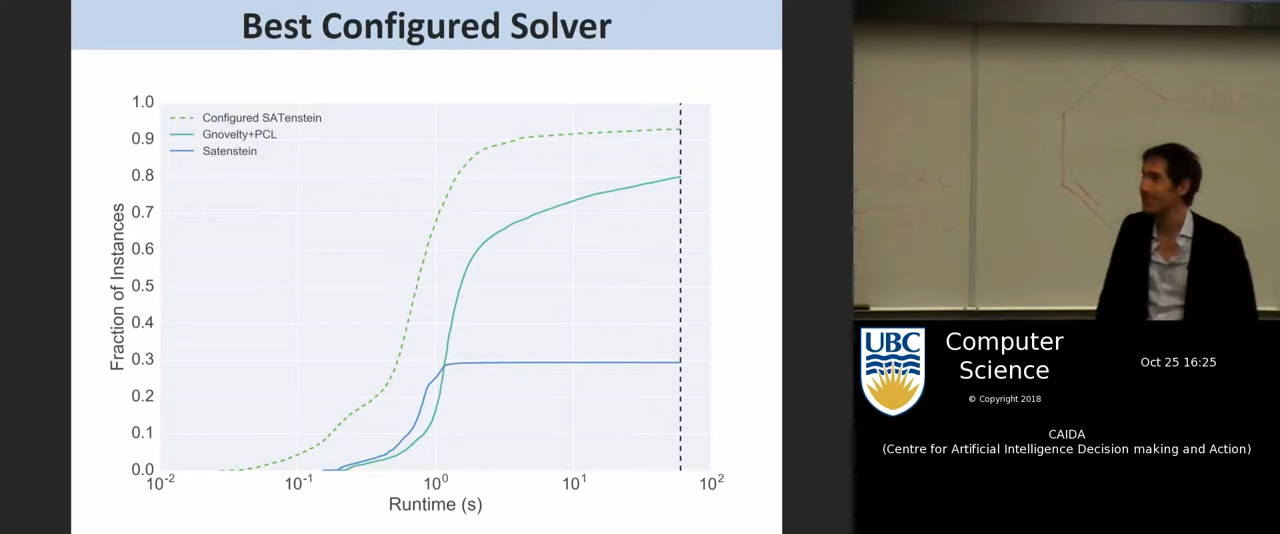 Best Configured Solver
Configured SATenstein
Gnovelty+PCL
Satenstein
Fraction of Instances
1.0
0.9
0.8
0.7
0.6
0.5
0.4
0.3
0.2
0.1
0.0
10⁻² 10⁻¹ 10⁰ 10¹ 10²
Runtime (s)
UBC
Computer
Science
© Copyright 2018
Oct 25 16:25
CAIDA
(Centre for Artificial Intelligence Decision making and Action)